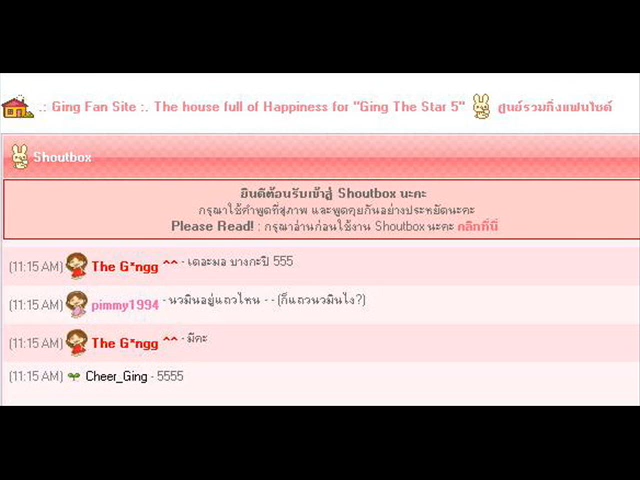 .: Ging Fan Site :. The house full of Happiness for "Ging The Star 5" ศูนย์รวมกิ่งแฟนไซด์
Shoutbox
ยินดีต้อนรับเข้าสู่ Shoutbox นะคะ
กรุณาใช้คำพูดที่สุภาพ และพูดคุยกันอย่างประหยัดนะคะ
Please Read! : กรุณาอ่านก่อนใช้งาน Shoutbox นะคะ คลิกที่นี่
(11:15 AM) The G*ngg ^^ - เดอะมอ บางกะปิ 555
(11:15 AM) pimmy1994 - นวมินอยู่แถวไหน - - (ก็แถวนวมินไง?)
(11:15 AM) The G*ngg ^^ - มีคะ
(11:15 AM) Cheer_Ging - 5555